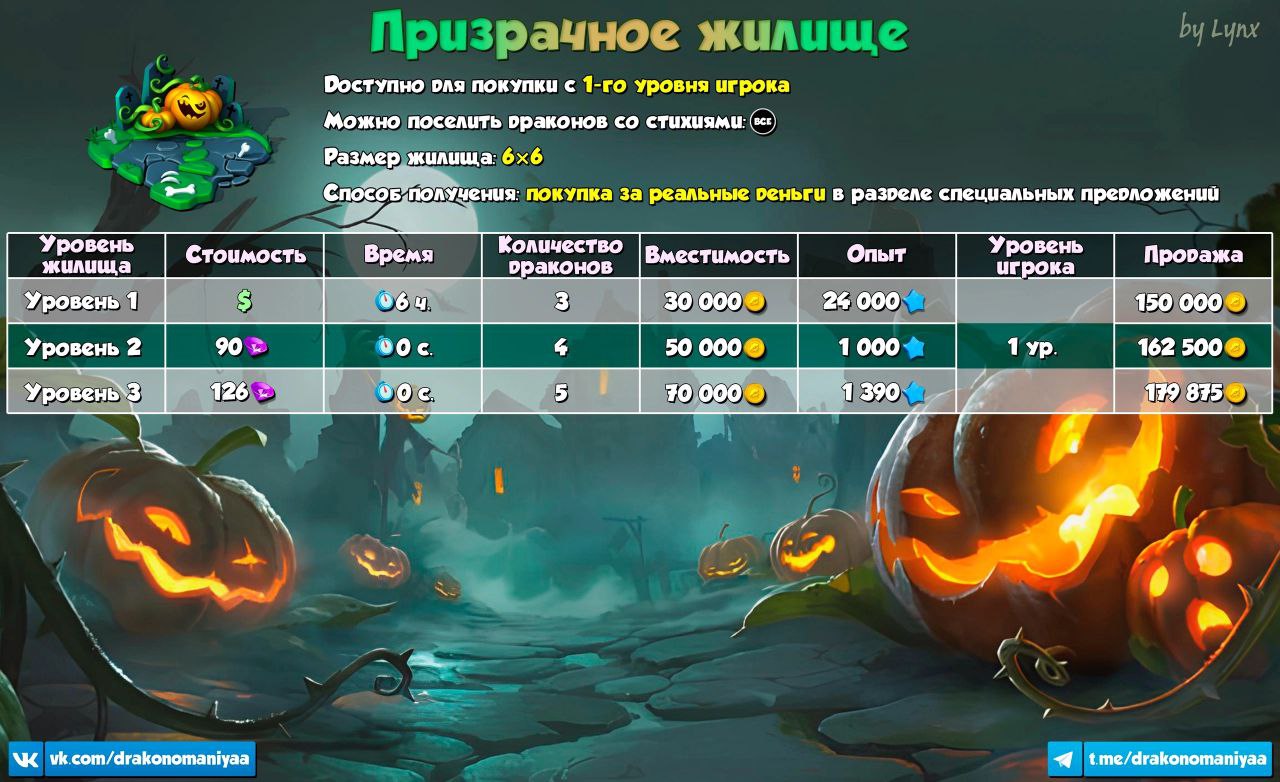 Призрачное жилище
by Lynx
Доступно для покупки с 1-го уровня игрока
Можно поселить драконов со стихиями: ВСЕ
Размер жилища: 6×6
Способ получения: покупка за реальные деньги в разделе специальных предложений
Уровень жилища Стоимость Время Количество драконов Вместимость Опыт Уровень игрока Продажа
Уровень 1 $ 6 ч. 3 30 000 24 000 150 000
Уровень 2 90 0 с. 4 50 000 1 000 1 ур. 162 500
Уровень 3 126 0 с. 5 70 000 1 390 179 875
vk.com/drakonomaniyaa
t.me/drakonomaniyaa